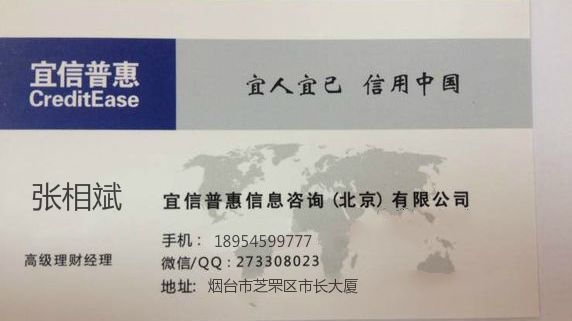 宜信普惠
CreditEase
宜人宜己 信用中国
张相斌
宜信普惠信息咨询(北京)有限公司
高级理财经理
手机: 18954599777
微信/QQ:273308023
地址: 烟台市芝罘区市长大厦